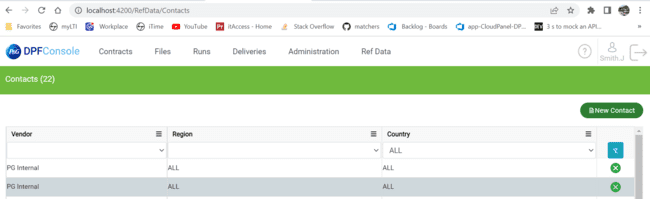 localhost:4200/RefData/Contacts
Favorites myLTI Workplace iTime YouTube Pr itAccess - Home Stack Overflow matchers Backlog - Boards app-CloudPanel-DP... DEV 3 x to mock an API...
P&G DPFConsole Contracts Files Runs Deliveries Administration Ref Data ? Smith.J
Contacts (22)
New Contact
Vendor Region Country
ALL
PG Internal ALL ALL
PG Internal ALL ALL